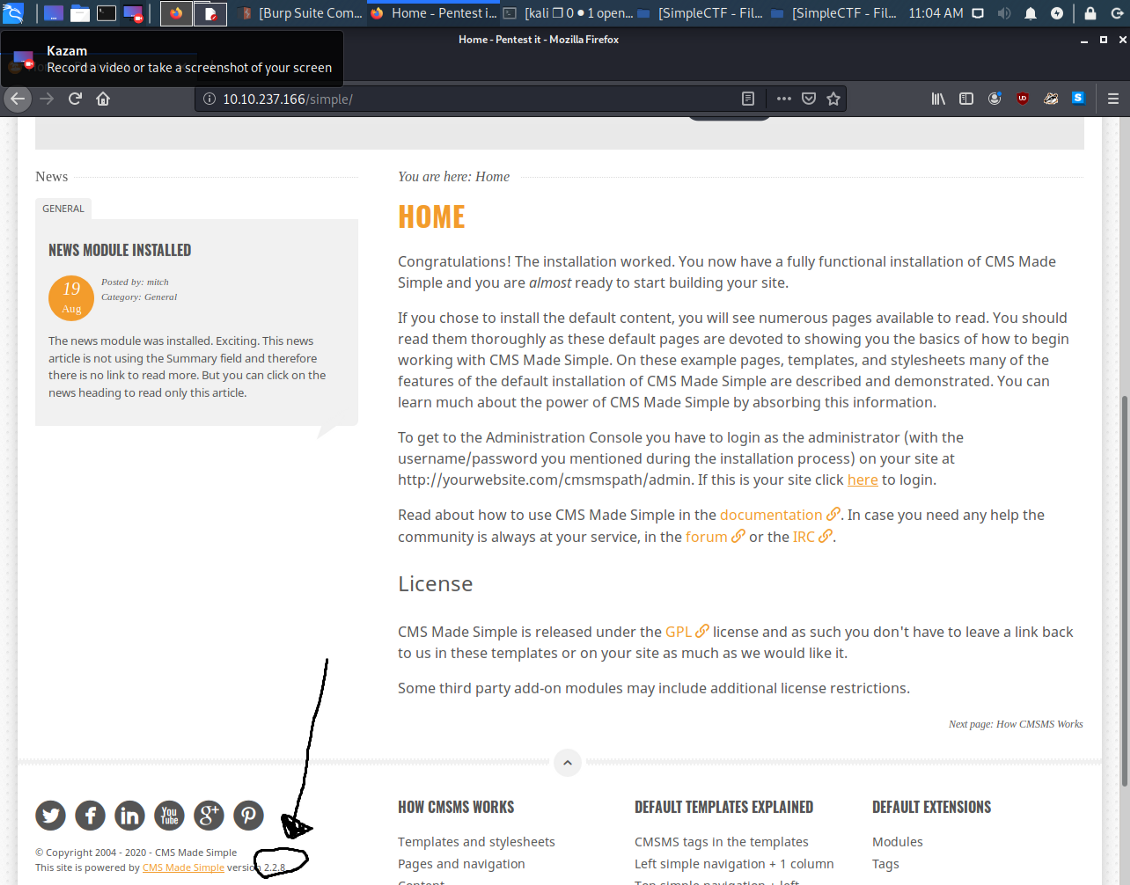 [Burp Suite Com...
Home - Pentest i...
[kali
1 open...
[SimpleCTF - Fil...
[SimpleCTF - Fil...
11:04 AM
Home - Pentest it - Mozilla Firefox
Kazam
Record a video or take a screenshot of your screen
10.10.237.166/simple/
News
GENERAL
NEWS MODULE INSTALLED
19
Aug
Posted by: mitch
Category: General
The news module was installed. Exciting. This news
article is not using the Summary field and therefore
there is no link to read more. But you can click on the
news heading to read only this article.
You are here: Home
HOME
Congratulations! The installation worked. You now have a fully functional installation of CMS Made
Simple and you are almost ready to start building your site.
If you chose to install the default content, you will see numerous pages available to read. You should
read them thoroughly as these default pages are devoted to showing you the basics of how to begin
working with CMS Made Simple. On these example pages, templates, and stylesheets many of the
features of the default installation of CMS Made Simple are described and demonstrated. You can
learn much about the power of CMS Made Simple by absorbing this information.
To get to the Administration Console you have to login as the administrator (with the
username/password you mentioned during the installation process) on your site at
http://yourwebsite.com/cmsmspath/admin. If this is your site click here to login.
Read about how to use CMS Made Simple in the documentation. In case you need any help the
community is always at your service, in the forum or the IRC.
License
CMS Made Simple is released under the GPL license and as such you don't have to leave a link back
to us in these templates or on your site as much as we would like it.
Some third party add-on modules may include additional license restrictions.
Next page: How CMSMS Works
You Tube
© Copyright 2004 - 2020 - CMS Made Simple
This site is powered by CMS Made Simple version 2.2.8
HOW CMSMS WORKS
Templates and stylesheets
Pages and navigation
Content
DEFAULT TEMPLATES EXPLAINED
CMSMS tags in the templates
Left simple navigation + 1 column
Top simple navigation + left
DEFAULT EXTENSIONS
Modules
Tags